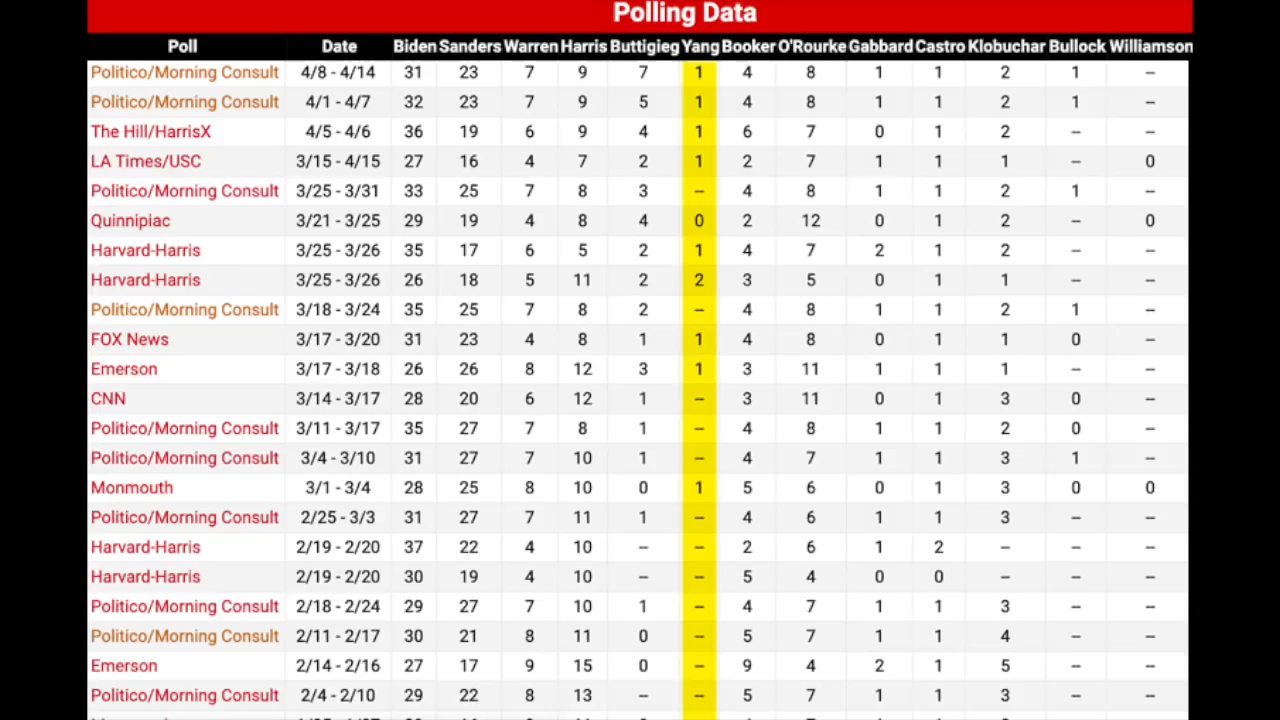 Polling Data
Poll Date Biden Sanders Warren Harris Buttigieg Yang Booker O'Rourke Gabbard Castro Klobuchar Bullock Williamson
Politico/Morning Consult 4/8 - 4/14 31 23 7 9 7 1 4 8 1 1 2 1 --
Politico/Morning Consult 4/1 - 4/7 32 23 7 9 5 1 4 8 1 1 2 1 --
The Hill/HarrisX 4/5 - 4/6 36 19 6 9 4 1 6 7 0 1 2 -- --
LA Times/USC 3/15 - 4/15 27 16 4 7 2 1 2 7 1 1 1 -- 0
Politico/Morning Consult 3/25 - 3/31 33 25 7 8 3 -- 4 8 1 1 2 1 --
Quinnipiac 3/21 - 3/25 29 19 4 8 4 0 2 12 0 1 2 -- 0
Harvard-Harris 3/25 - 3/26 35 17 6 5 2 1 4 7 2 1 2 -- --
Harvard-Harris 3/25 - 3/26 26 18 5 11 2 2 3 5 0 1 1 -- --
Politico/Morning Consult 3/18 - 3/24 35 25 7 8 2 -- 4 8 1 1 2 1 --
FOX News 3/17 - 3/20 31 23 4 8 1 1 4 8 0 1 1 0 --
Emerson 3/17 - 3/18 26 26 8 12 3 1 3 11 1 1 1 -- --
CNN 3/14 - 3/17 28 20 6 12 1 -- 3 11 0 1 3 0 --
Politico/Morning Consult 3/11 - 3/17 35 27 7 8 1 -- 4 8 1 1 2 0 --
Politico/Morning Consult 3/4 - 3/10 31 27 7 10 1 -- 4 7 1 1 3 1 --
Monmouth 3/1 - 3/4 28 25 8 10 0 1 5 6 0 1 3 0 0
Politico/Morning Consult 2/25 - 3/3 31 27 7 11 1 -- 4 6 1 1 3 -- --
Harvard-Harris 2/19 - 2/20 37 22 4 10 -- -- 2 6 1 2 -- -- --
Harvard-Harris 2/19 - 2/20 30 19 4 10 -- -- 5 4 0 0 -- -- --
Politico/Morning Consult 2/18 - 2/24 29 27 7 10 1 -- 4 7 1 1 3 -- --
Politico/Morning Consult 2/11 - 2/17 30 21 8 11 0 -- 5 7 1 1 4 -- --
Emerson 2/14 - 2/16 27 17 9 15 0 -- 9 4 2 1 5 -- --
Politico/Morning Consult 2/4 - 2/10 29 22 8 13 -- -- 5 7 1 1 3 -- --